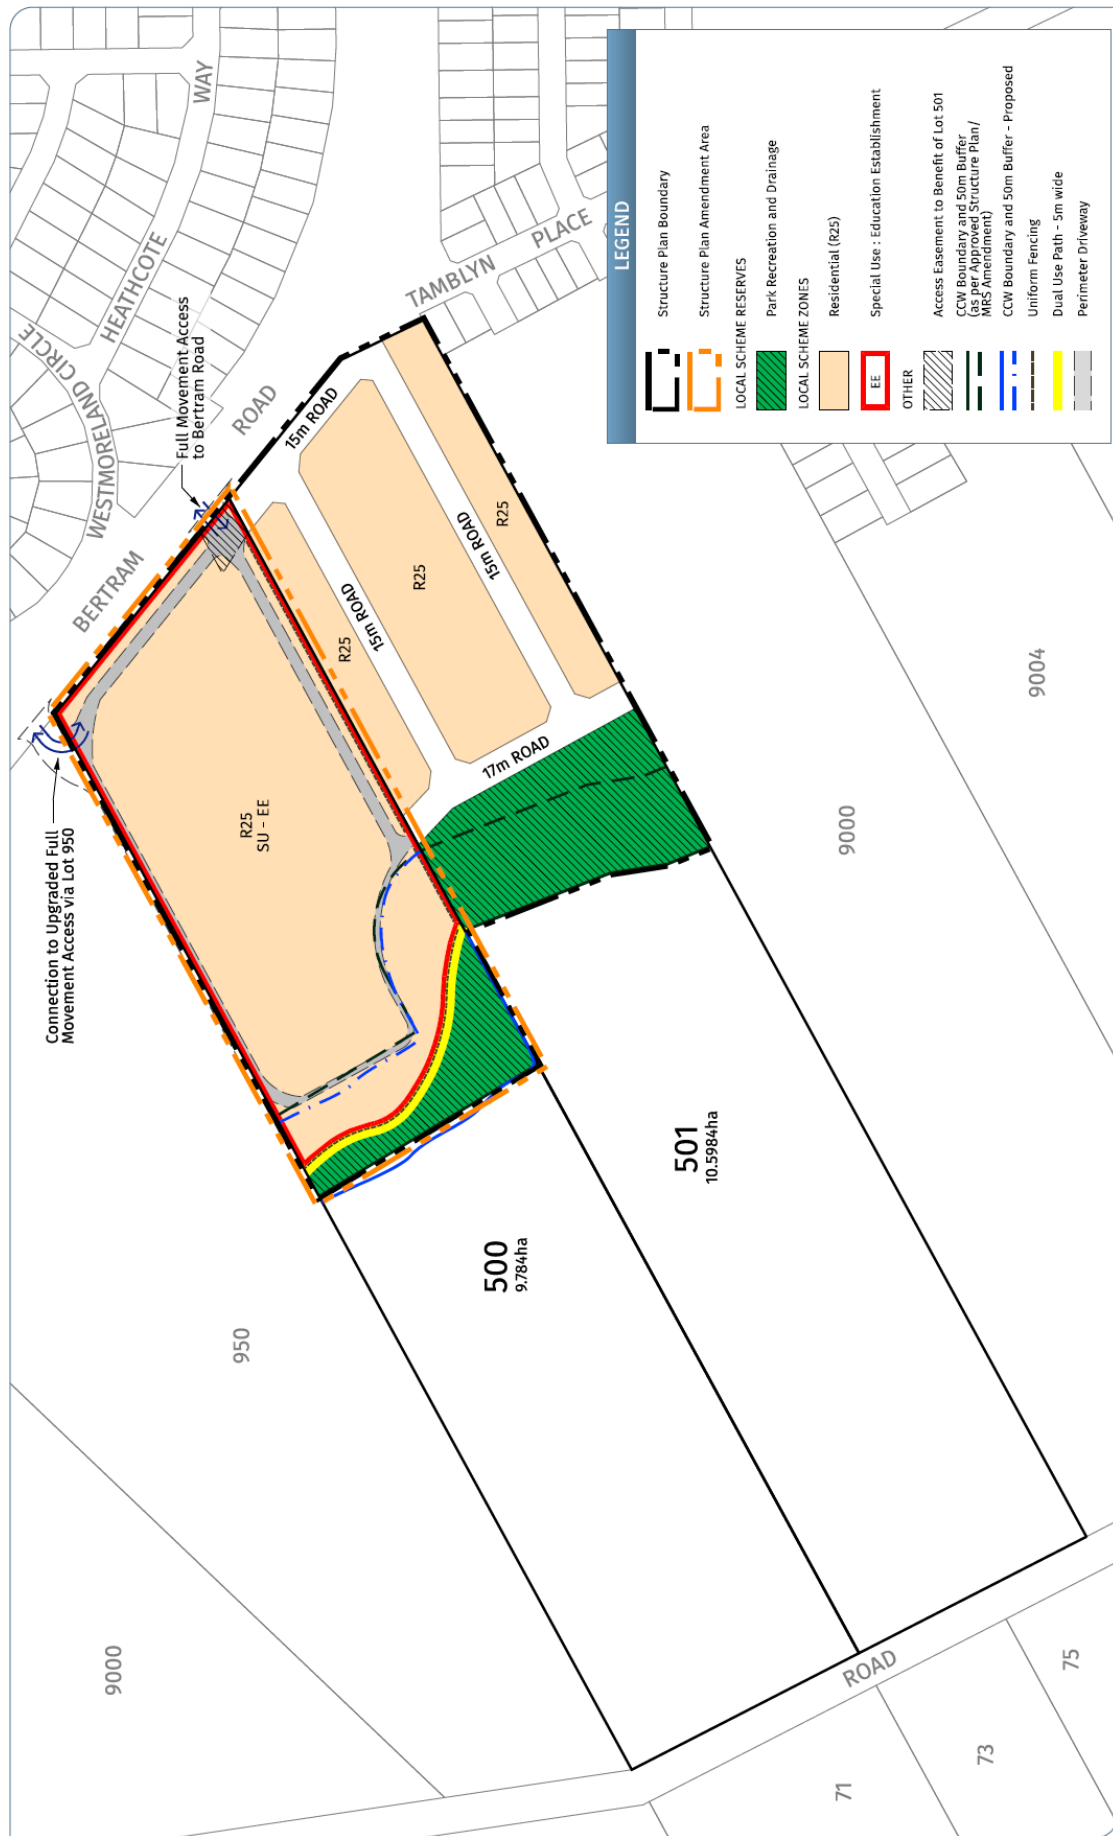 WAY
HEATHCOTE
WESTMORELAND CIRCLE
TAMBLYN
PLACE
Full Movement Access
to Bertram Road
BERTRAM
ROAD
Connection to Upgraded Full
Movement Access via Lot 950
15m ROAD
15m ROAD
15m ROAD
17m ROAD
R25
R25
R25
R25
SU - EE
500
9.784ha
501
10.5984ha
950
9000
9000
9004
ROAD
71
73
75
LEGEND
Structure Plan Boundary
Structure Plan Amendment Area
LOCAL SCHEME RESERVES
Park Recreation and Drainage
LOCAL SCHEME ZONES
Residential (R25)
EE
Special Use : Education Establishment
OTHER
Access Easement to Benefit of Lot 501
CCW Boundary and 50m Buffer
(as per Approved Structure Plan/
MRS Amendment)
CCW Boundary and 50m Buffer - Proposed
Uniform Fencing
Dual Use Path - 5m wide
Perimeter Driveway